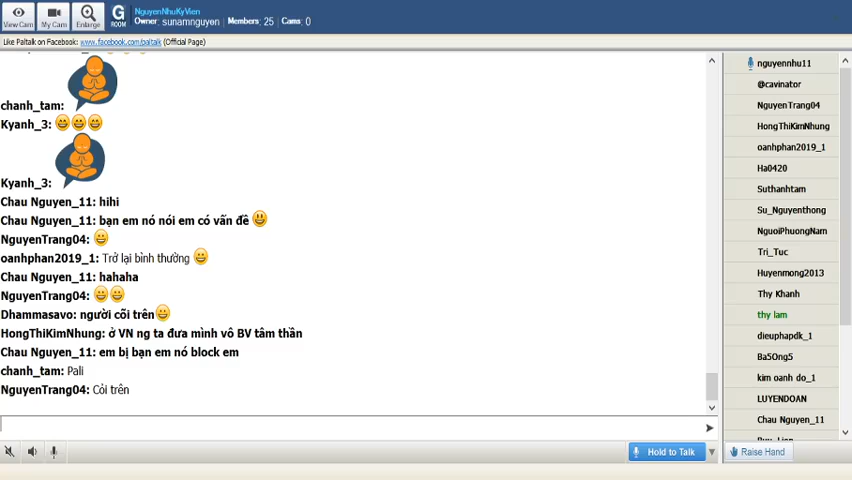 NguyenNhuKyVien
Owner: sunamnguyen | Members: 25 | Cams: 0
View Cam
My Cam
Enlarge
G
ROOM
Like Paltalk on Facebook: www.facebook.com/paltalk (Official Page)
chanh_tam:
Kyanh_3:
Kyanh_3:
Chau Nguyen_11: hihi
Chau Nguyen_11: bạn em nó nói em có vấn đề
NguyenTrang04:
oanhphan2019_1: Trở lại bình thường
Chau Nguyen_11: hahaha
NguyenTrang04:
Dhammasavo: người cõi trên
HongThiKimNhung: ở VN ng ta đưa mình vô BV tâm thần
Chau Nguyen_11: em bị bạn em nó block em
chanh_tam: Pali
NguyenTrang04: Cỏi trên
Hold to Talk
nguyennhu11
@cavinator
NguyenTrang04
HongThiKimNhung
oanhphan2019_1
Ha0420
Suthanhtam
Su_Nguyenthong
NguoiPhuongNam
Tri_Tuc
Huyenmong2013
Thy Khanh
thy lam
dieuphapdk_1
Ba5Ong5
kim oanh do_1
LUYENDOAN
Chau Nguyen_11
Raise Hand